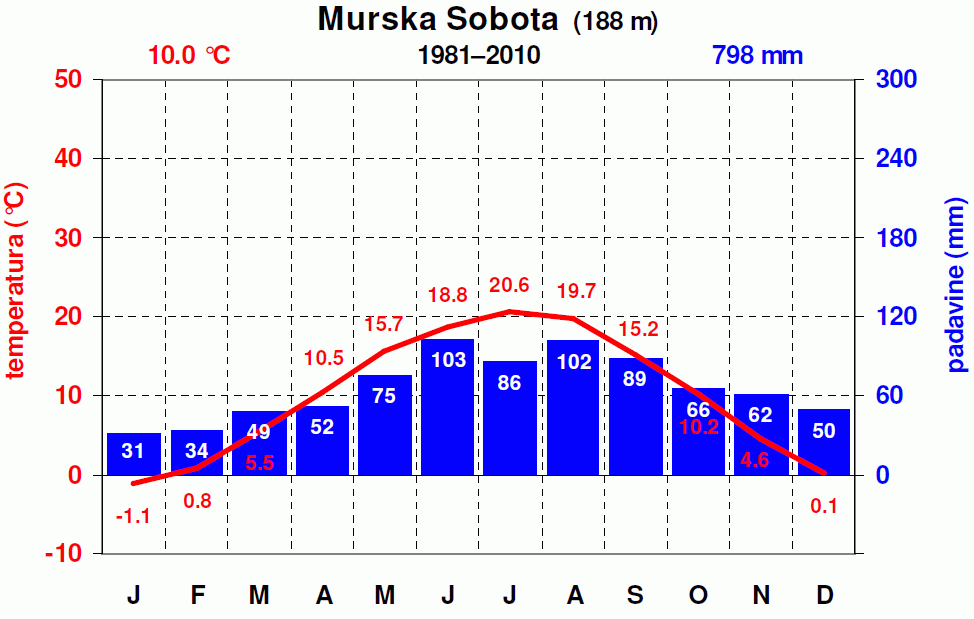 Murska Sobota (188 m)
10.0 °C 1981–2010 798 mm
50 300
40 240
30 180
20 120
10 60
0 0
-10
temperatura (°C)
padavine (mm)
-1.1 0.8 5.5 10.5 15.7 18.8 20.6 19.7 15.2 10.2 4.6 0.1
31 34 49 52 75 103 86 102 89 66 62 50
J F M A M J J A S O N D